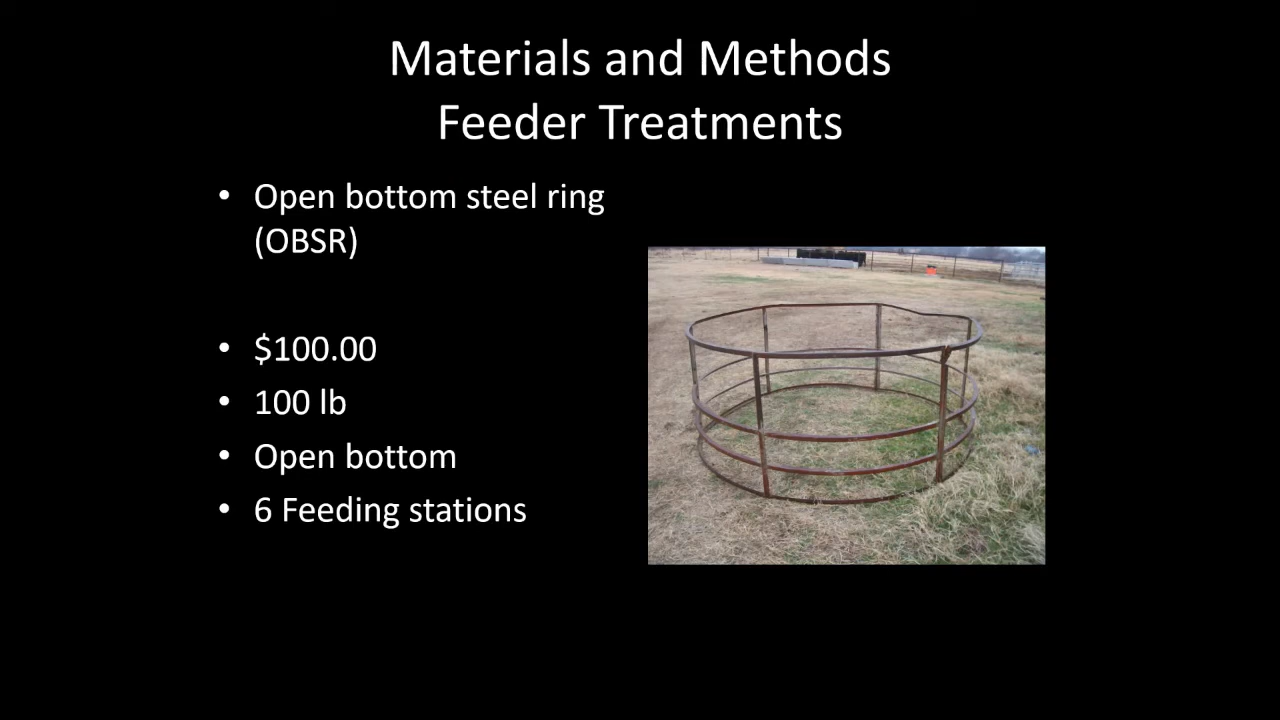 Materials and Methods
Feeder Treatments
• Open bottom steel ring
(OBSR)
• $100.00
• 100 lb
• Open bottom
• 6 Feeding stations